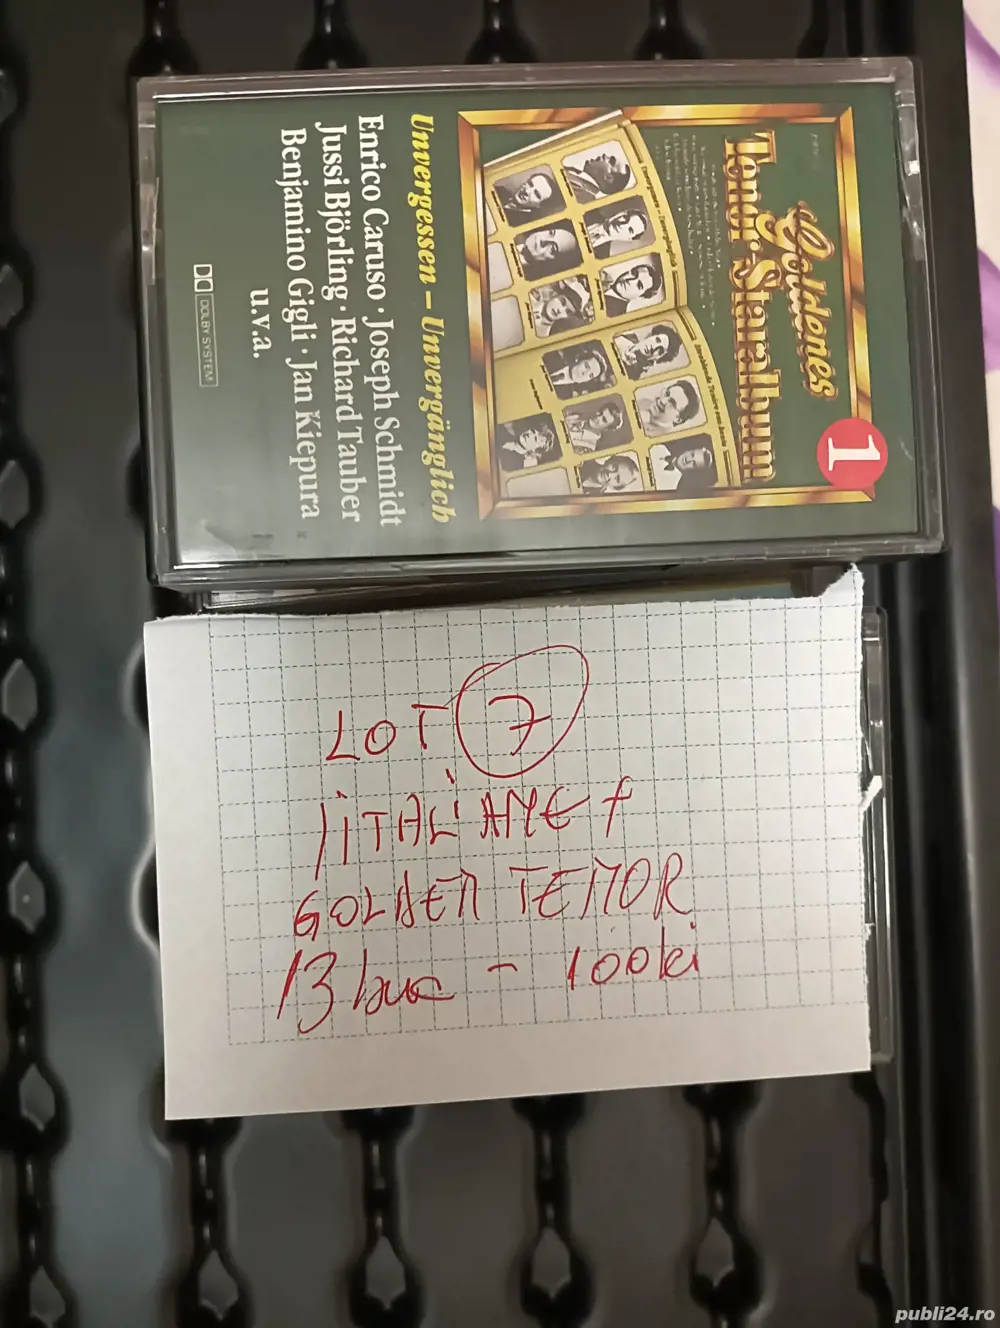 Goldenes
Tenor-Staralbum
1
Unvergessen – Unvergänglich
Enrico Caruso · Joseph Schmidt
Jussi Björling · Richard Tauber
Benjamino Gigli · Jan Kiepura
u.v.a.
DOLBY SYSTEM
LOT 7
ITALIENE +
GOLDEN TENOR
13 buc - 100 lei
publi24.ro